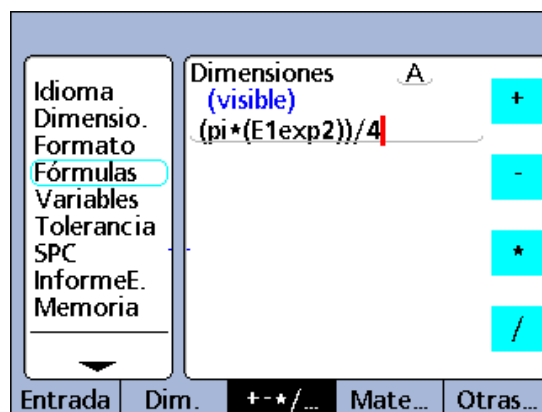 Idioma
Dimensio.
Formato
Fórmulas
Variables
Tolerancia
SPC
InformeE.
Memoria
Dimensiones A
(visible)
(pi*(E1exp2))/4
+
-
*
/
Entrada Dim. +-*/... Mate... Otras...